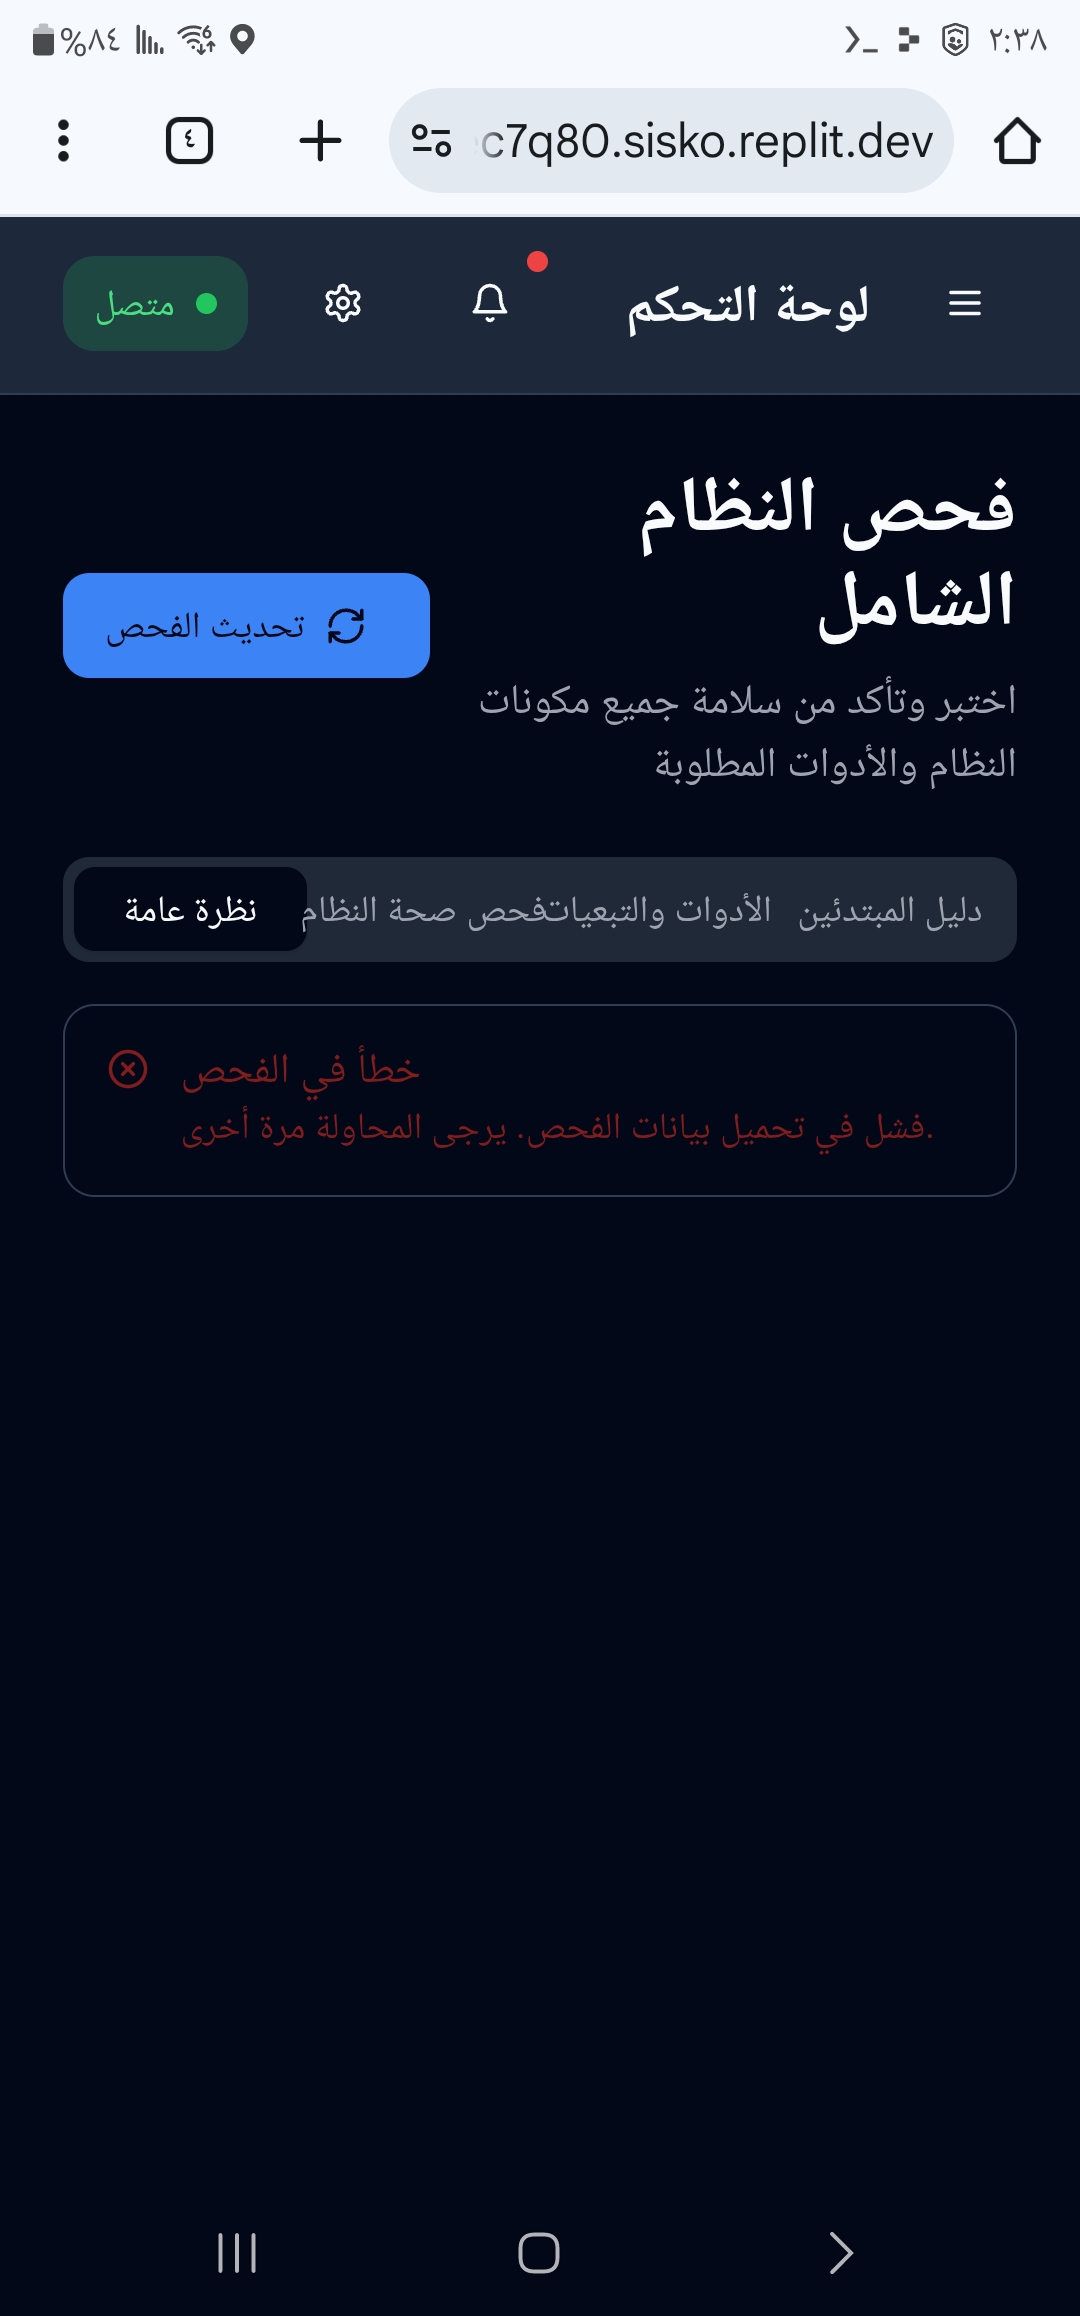 ٢:٣٨
%٨٤
6
٤
c7q80.sisko.replit.dev
لوحة التحكم
متصل
فحص النظام
الشامل
تحديث الفحص
اختبر وتأكد من سلامة جميع مكونات
النظام والأدوات المطلوبة
دليل المبتدئين الأدوات والتبعيات فحص صحة النظام نظرة عامة
خطأ في الفحص
فشل في تحميل بيانات الفحص. يرجى المحاولة مرة أخرى.